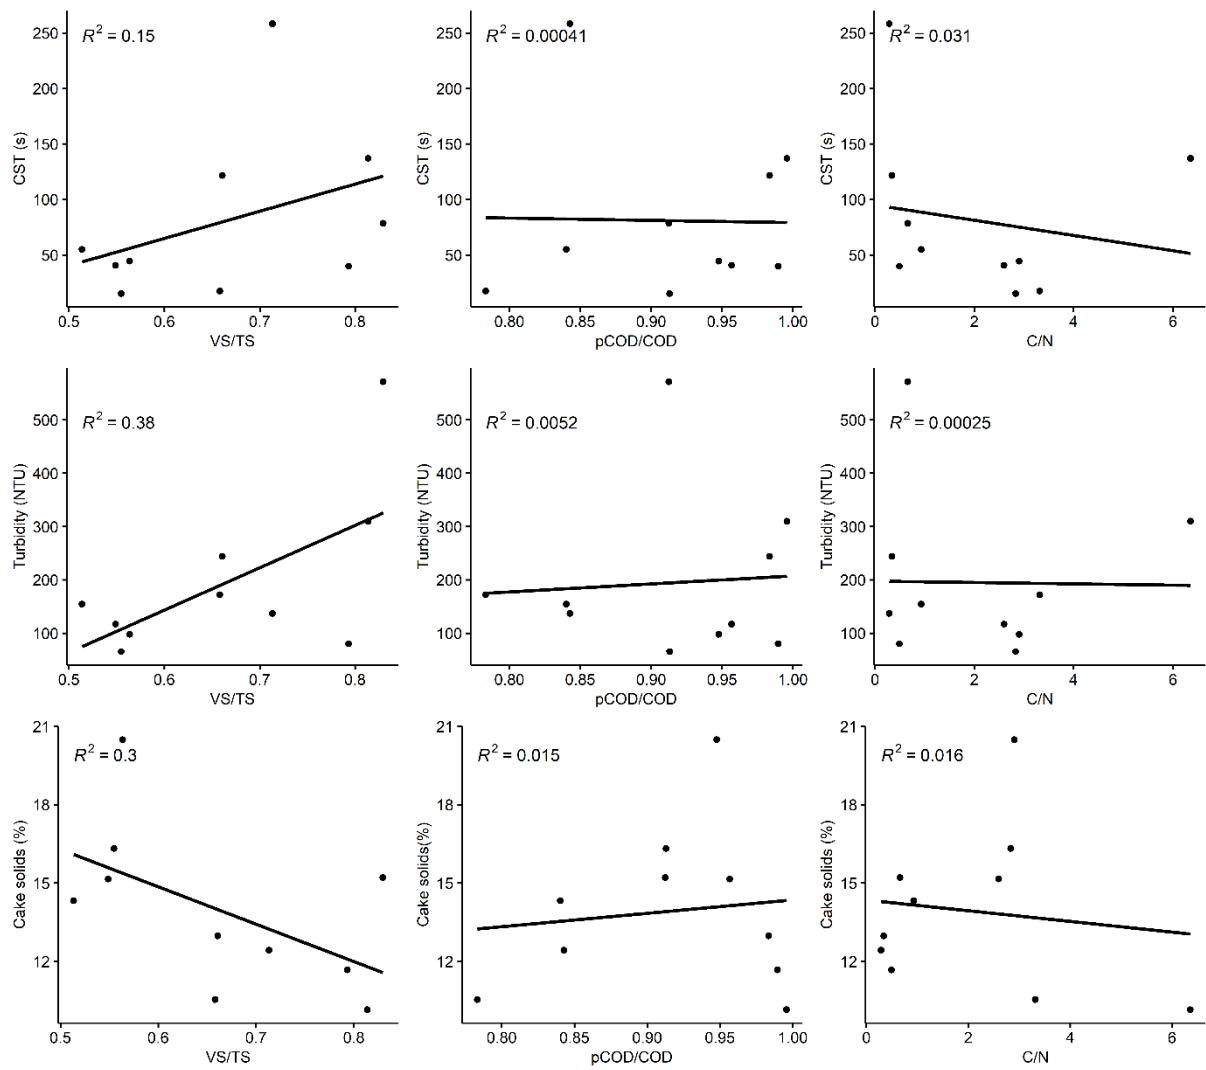 R² = 0.15
250
200
150
100
50
CST (s)
0.5 0.6 0.7 0.8
VS/TS
R² = 0.00041
250
200
150
100
50
CST (s)
0.80 0.85 0.90 0.95 1.00
pCOD/COD
R² = 0.031
250
200
150
100
50
CST (s)
0 2 4 6
C/N
R² = 0.38
500
400
300
200
100
Turbidity (NTU)
0.5 0.6 0.7 0.8
VS/TS
R² = 0.0052
500
400
300
200
100
Turbidity (NTU)
0.80 0.85 0.90 0.95 1.00
pCOD/COD
R² = 0.00025
500
400
300
200
100
Turbidity (NTU)
0 2 4 6
C/N
21
R² = 0.3
18
15
12
Cake solids (%)
0.5 0.6 0.7 0.8
VS/TS
21
R² = 0.015
18
15
12
Cake solids(%)
0.80 0.85 0.90 0.95 1.00
pCOD/COD
21
R² = 0.016
18
15
12
Cake solids (%)
0 2 4 6
C/N